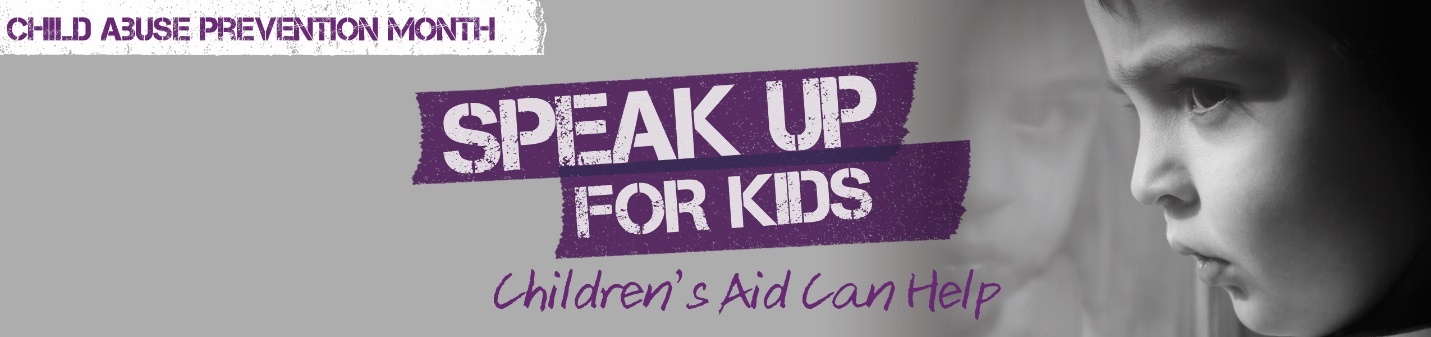 CHILD ABUSE PREVENTION MONTH
SPEAK UP
FOR KIDS
Children's Aid Can Help